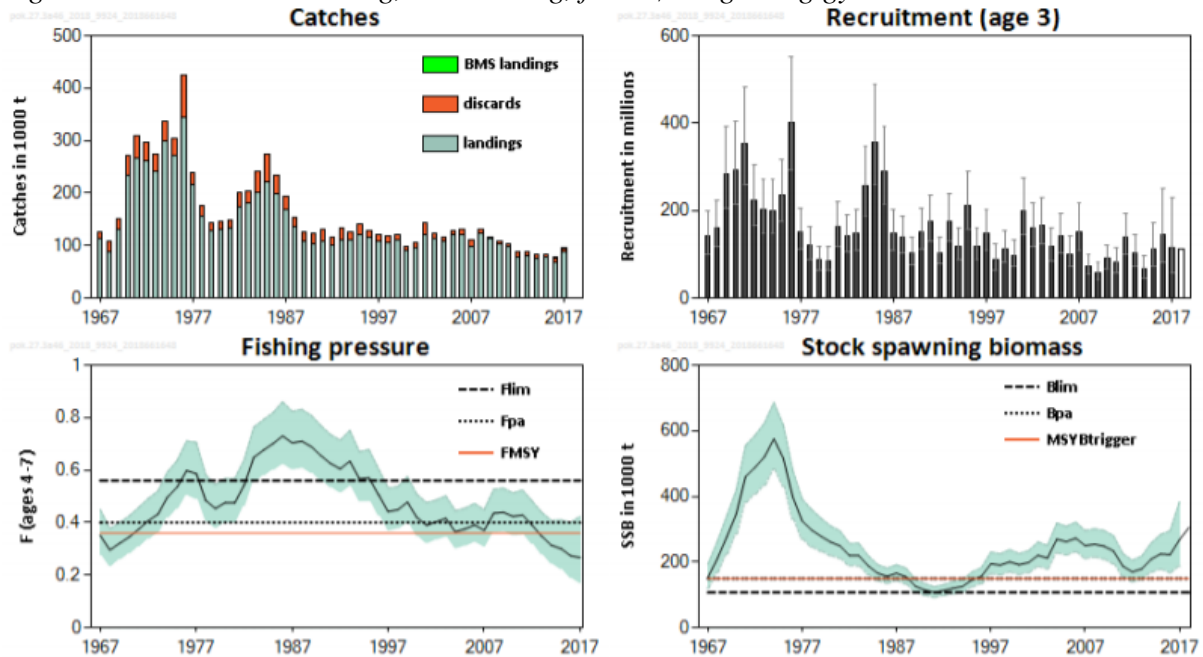 Catches
Catches in 1000 t
600
500
400
300
200
100
0
1967
1977
1987
1997
2007
2017
BMS landings
discards
landings
Recruitment (age 3)
Recruitment in millions
600
400
200
0
1967
1977
1987
1997
2007
2017
Fishing pressure
F (ages 4-7)
1
0.8
0.6
0.4
0.2
0
1967
1977
1987
1997
2007
2017
Flim
Fpa
FMSY
Stock spawning biomass
SSB in 1000 t
800
600
400
200
0
1967
1977
1987
1997
2007
2017
Blim
Bpa
MSYBtrigger